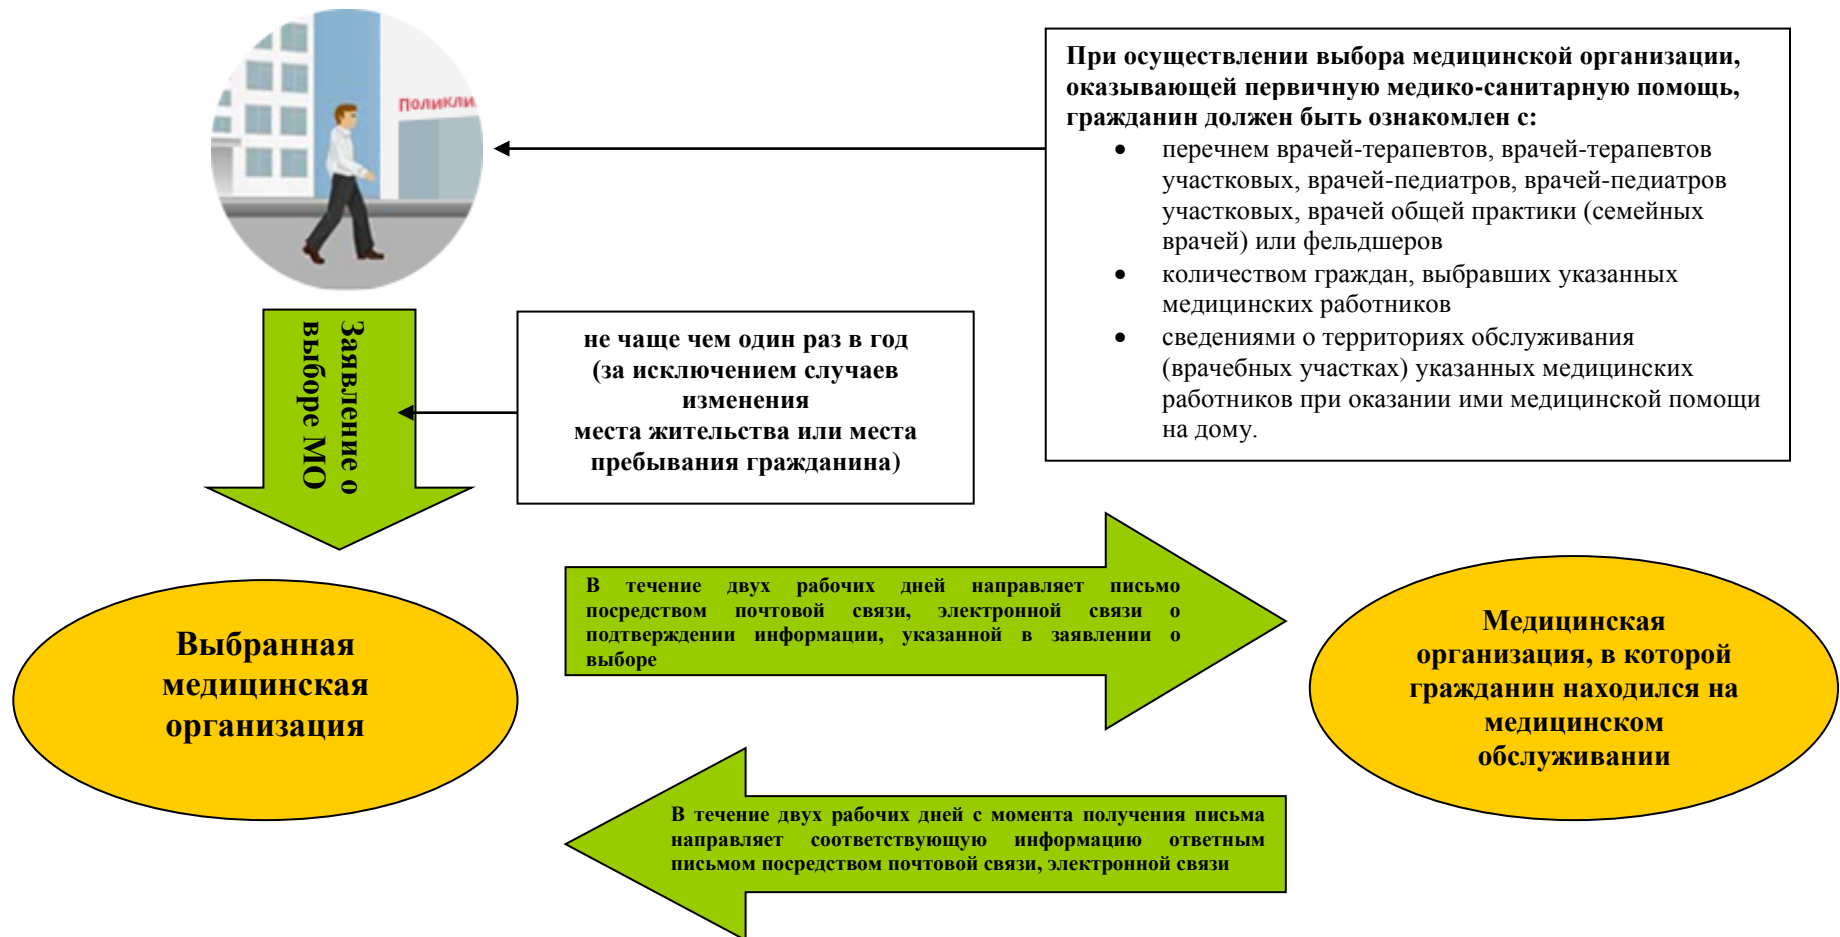 Поликли
При осуществлении выбора медицинской организации,
оказывающей первичную медико-санитарную помощь,
гражданин должен быть ознакомлен с:
• перечнем врачей-терапевтов, врачей-терапевтов
участковых, врачей-педиатров, врачей-педиатров
участковых, врачей общей практики (семейных
врачей) или фельдшеров
• количеством граждан, выбравших указанных
медицинских работников
• сведениями о территориях обслуживания
(врачебных участках) указанных медицинских
работников при оказании ими медицинской помощи
на дому.
Заявление о
выборе МО
не чаще чем один раз в год
(за исключением случаев
изменения
места жительства или места
пребывания гражданина)
В течение двух рабочих дней направляет письмо
посредством почтовой связи, электронной связи о
подтверждении информации, указанной в заявлении о
выборе
Выбранная
медицинская
организация
Медицинская
организация, в которой
гражданин находился на
медицинском
обслуживании
В течение двух рабочих дней с момента получения письма
направляет соответствующую информацию ответным
письмом посредством почтовой связи, электронной связи